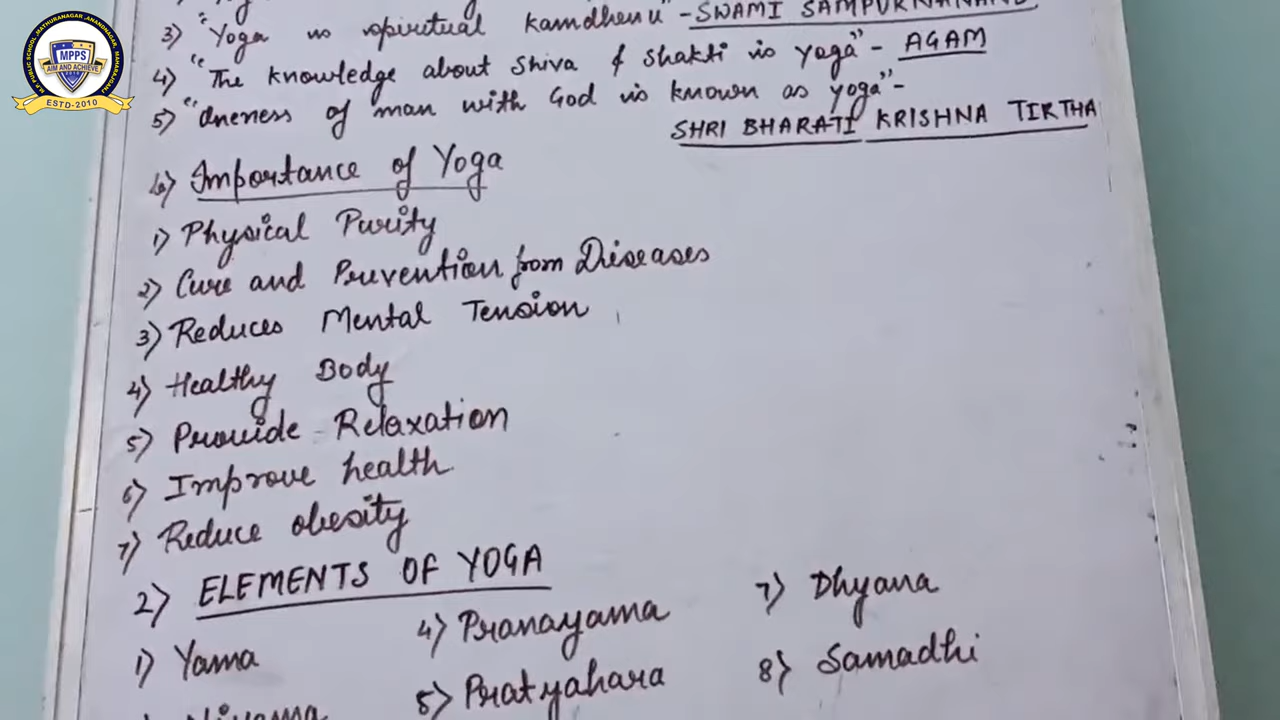 MPPS
AIM AND ACHIEVE
ESTD-2010
3) "Yoga is spiritual Kamdhenu" - SWAMI SAMPURNANAND
4) "The knowledge about Shiva & Shakti is yoga" - AGAM
5) "Oneness of man with God is known as yoga" -
SHRI BHARATI KRISHNA TIRTHA
Importance of Yoga
1) Physical Purity
2) Cure and Prevention from Diseases
3) Reduces Mental Tension
4) Healthy Body
5) Provide Relaxation
6) Improve health
7) Reduce obesity
2) ELEMENTS OF YOGA
1) Yama
Niyama
4) Pranayama
5) Pratyahara
7) Dhyana
8) Samadhi